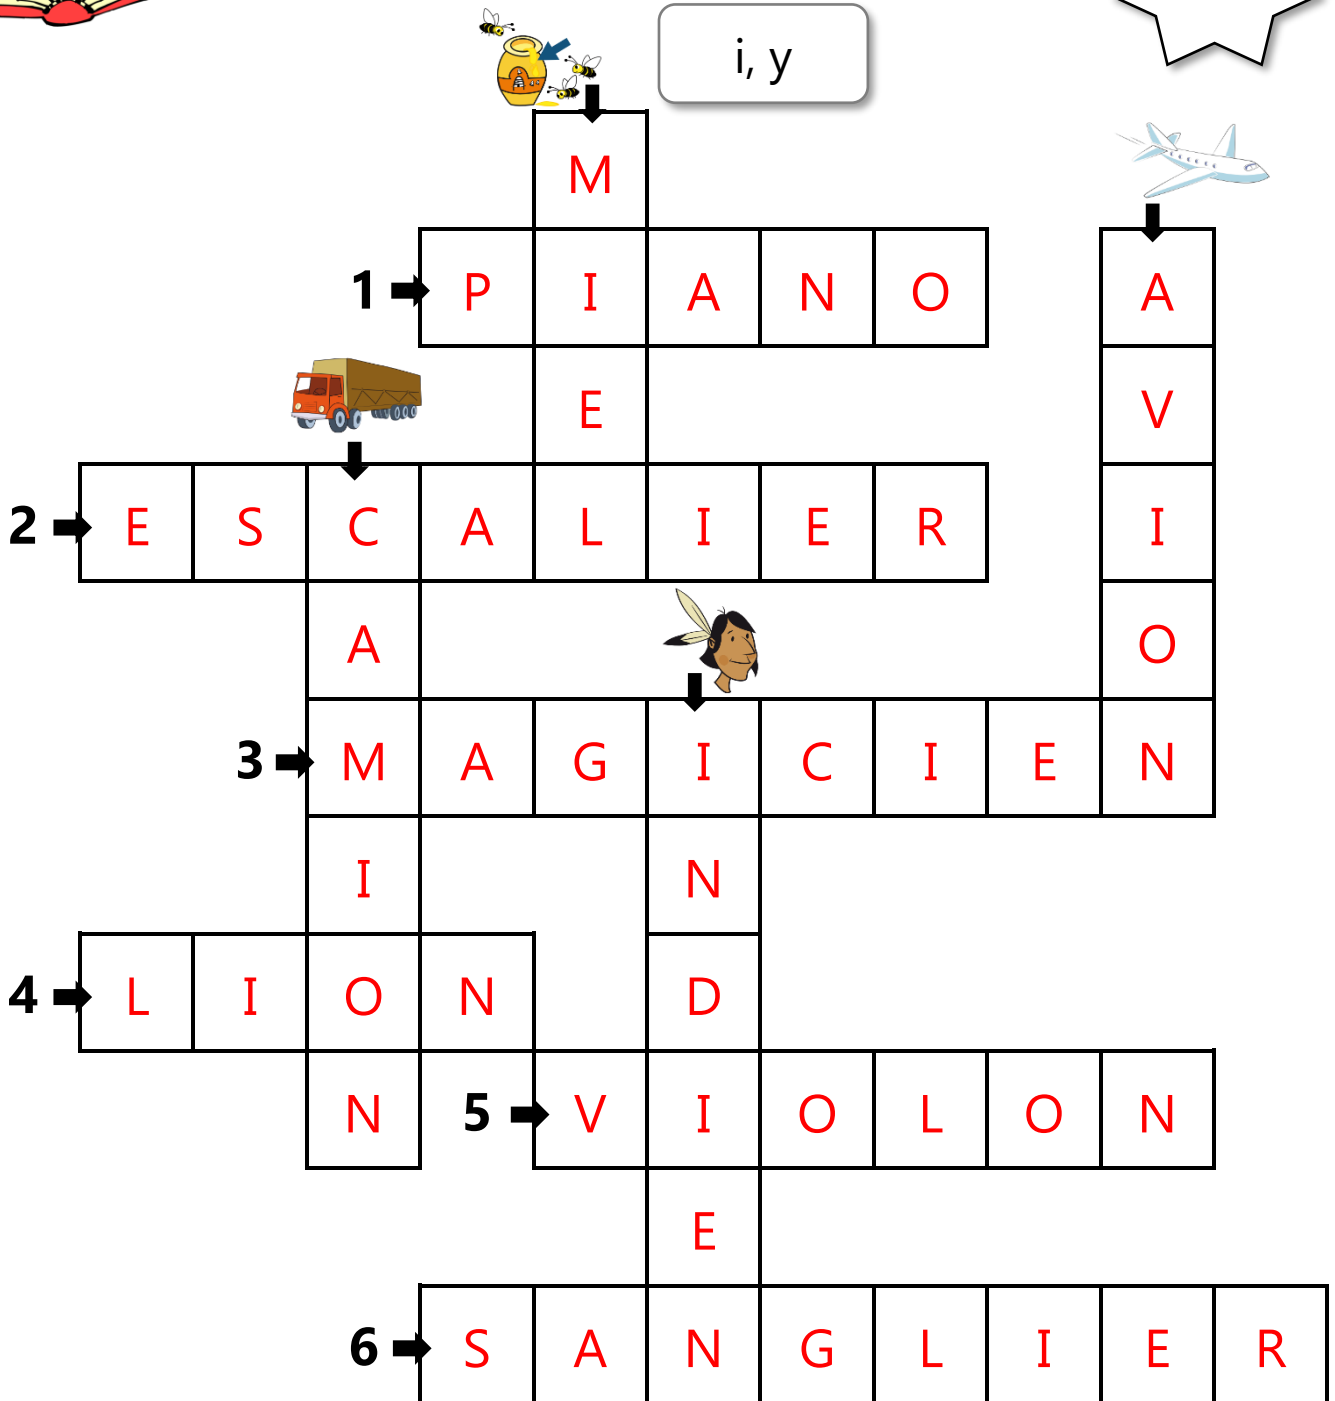 i, y
M
1 P I A N O A
E V
2 E S C A L I E R I
A O
3 M A G I C I E N
I N
4 L I O N D
N 5 V I O L O N
E
6 S A N G L I E R